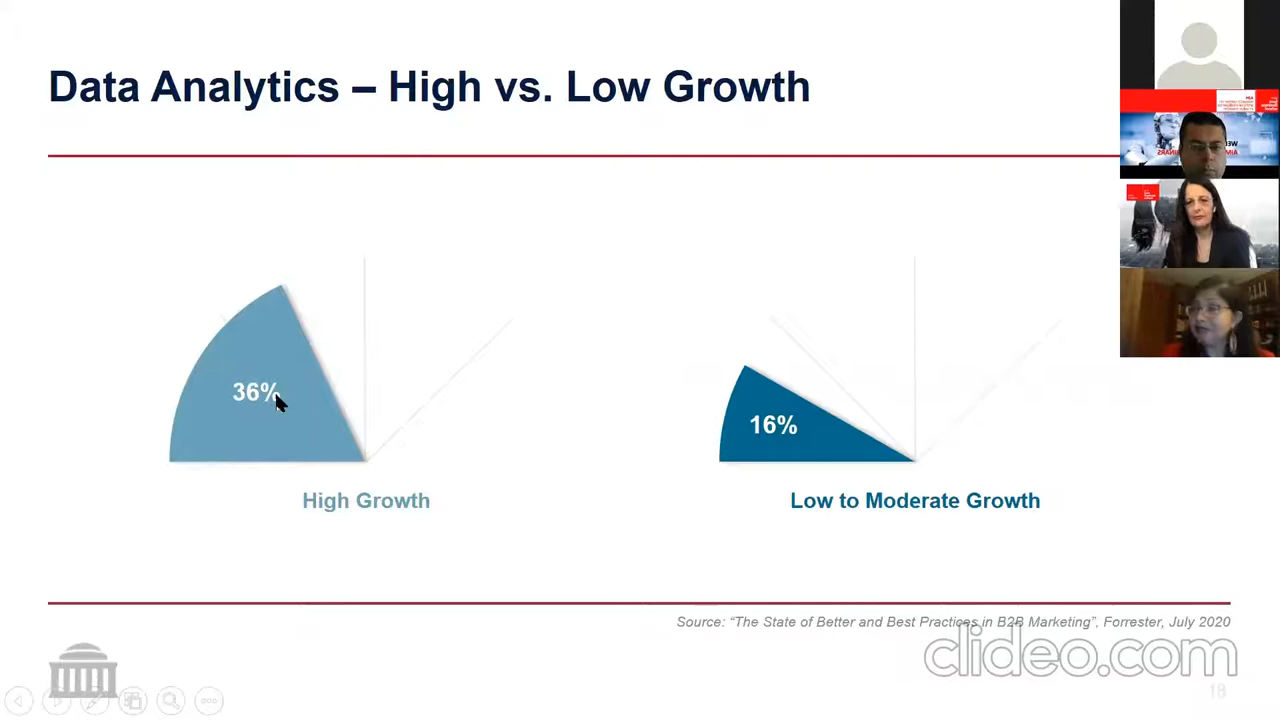 Data Analytics – High vs. Low Growth
36%
16%
High Growth
Low to Moderate Growth
Source: “The State of Better and Best Practices in B2B Marketing”, Forrester, July 2020
clideo.com
18